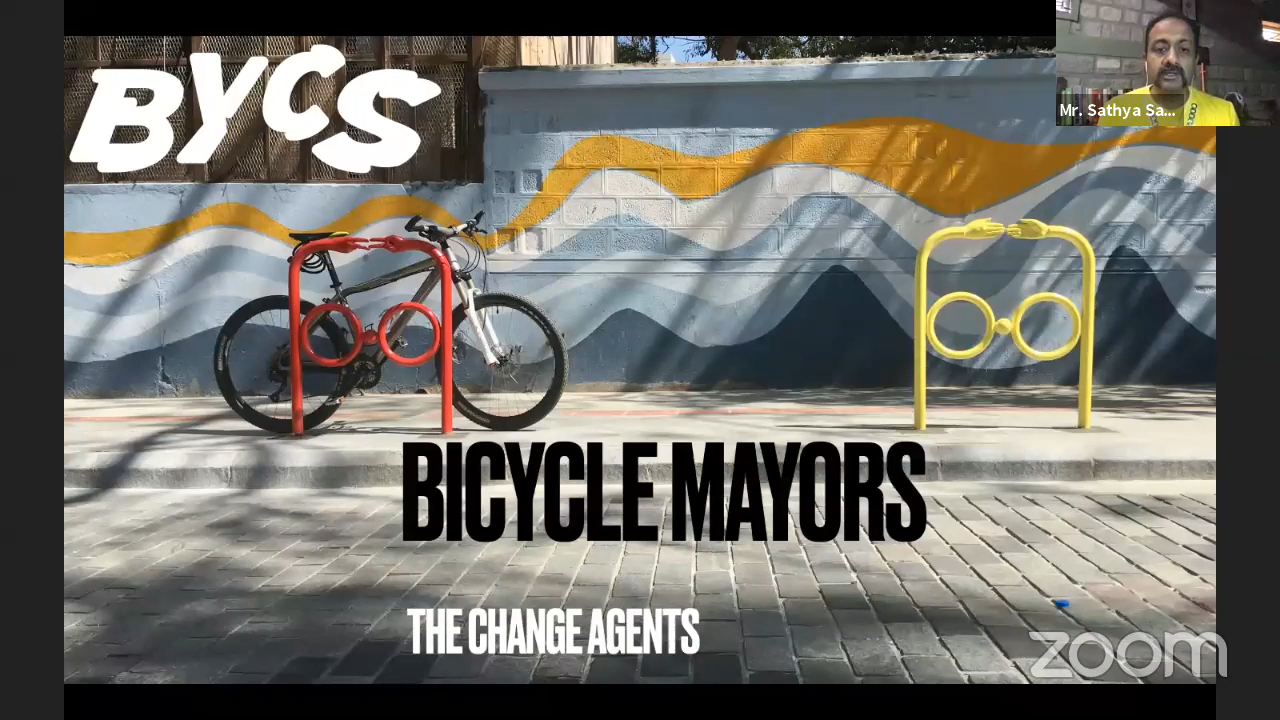 BYCS
Mr. Sathya Sa...
BICYCLE MAYORS
THE CHANGE AGENTS
zoom